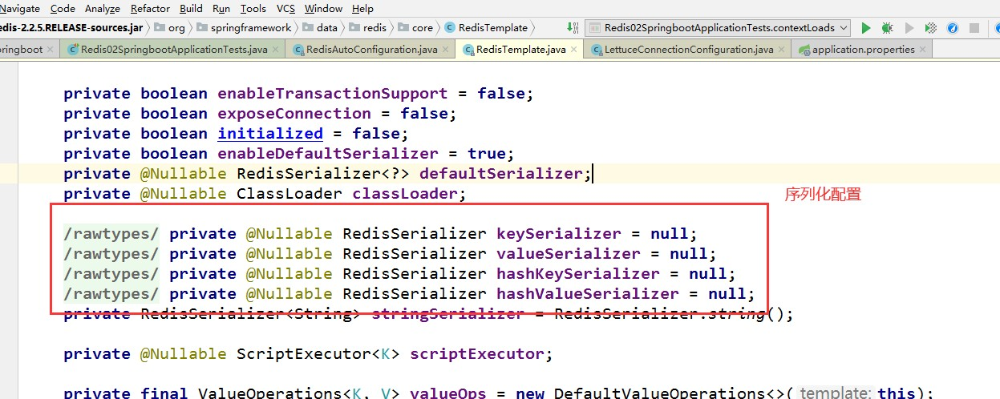 Navigate Code Analyze Refactor Build Run Tools VCS Window Help
edis-2.2.5.RELEASE-sources.jar org springframework data redis core RedisTemplate Redis02SpringbootApplicationTests.contextLoads
pringboot Redis02SpringbootApplicationTests.java RedisAutoConfiguration.java RedisTemplate.java LettuceConnectionConfiguration.java application.properties
private boolean enableTransactionSupport = false;
private boolean exposeConnection = false;
private boolean initialized = false;
private boolean enableDefaultSerializer = true;
private @Nullable RedisSerializer<?> defaultSerializer;
private @Nullable ClassLoader classLoader;
序列化配置
/rawtypes/ private @Nullable RedisSerializer keySerializer = null;
/rawtypes/ private @Nullable RedisSerializer valueSerializer = null;
/rawtypes/ private @Nullable RedisSerializer hashKeySerializer = null;
/rawtypes/ private @Nullable RedisSerializer hashValueSerializer = null;
private RedisSerializer<String> stringSerializer = RedisSerializer.string();
private @Nullable ScriptExecutor<K> scriptExecutor;
private final ValueOperations<K, V> valueOps = new DefaultValueOperations<>( template: this);